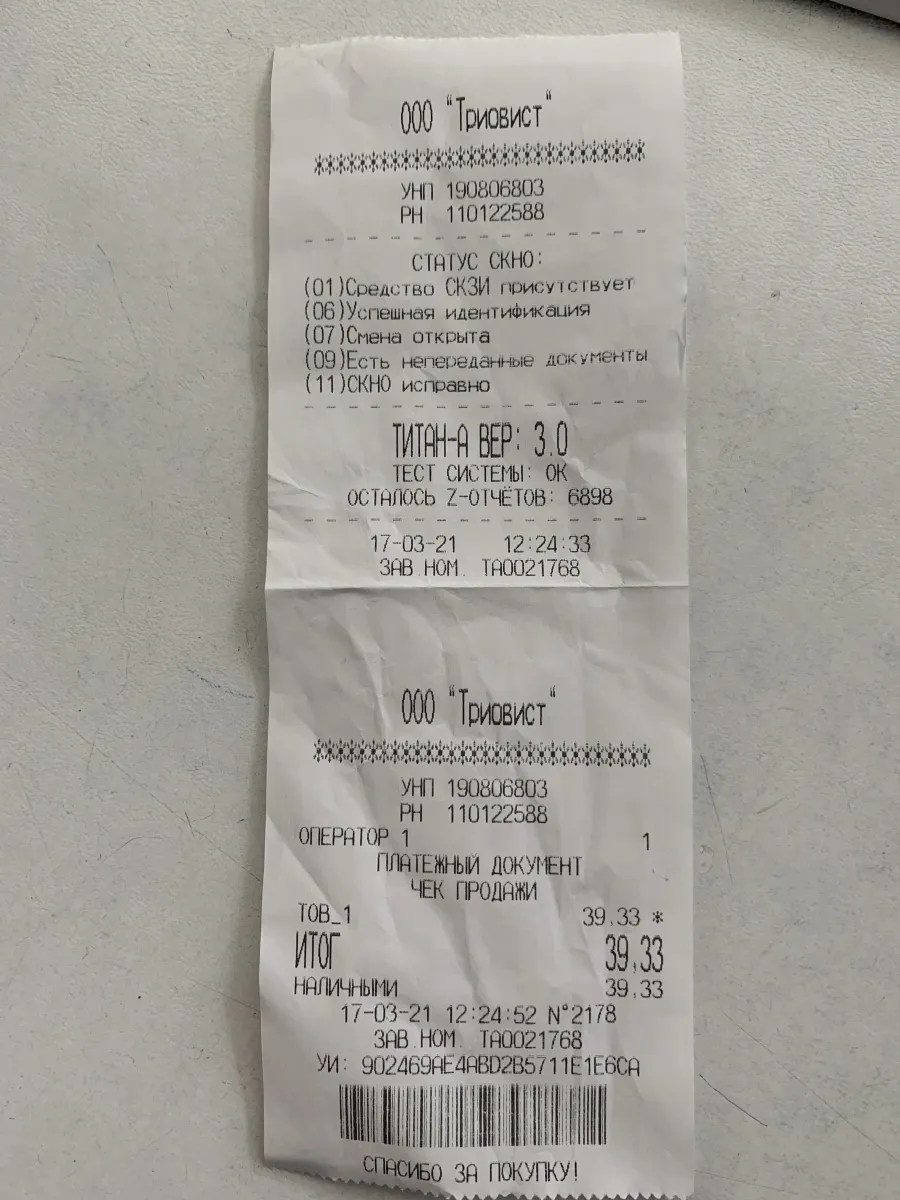 ООО "Триовист"
УНП 190806803
РН 110122588
СТАТУС СКНО:
(01)Средство СКЗИ присутствует
(06)Успешная идентификация
(07)Смена открыта
(09)Есть непереданные документы
(11)СКНО исправно
ТИТАН-А ВЕР: 3.0
ТЕСТ СИСТЕМЫ: ОК
ОСТАЛОСЬ Z-ОТЧЁТОВ: 6898
17-03-21 12:24:33
ЗАВ.НОМ. ТА0021768
ООО "Триовист"
УНП 190806803
РН 110122588
ОПЕРАТОР 1 1
ПЛАТЕЖНЫЙ ДОКУМЕНТ
ЧЕК ПРОДАЖИ
ТОВ_1 39,33 *
ИТОГ 39,33
НАЛИЧНЫМИ 39,33
17-03-21 12:24:52 N°2178
ЗАВ.НОМ. ТА0021768
УИ: 902469AE4ABD2B5711E1E6CA
СПАСИБО ЗА ПОКУПКУ!